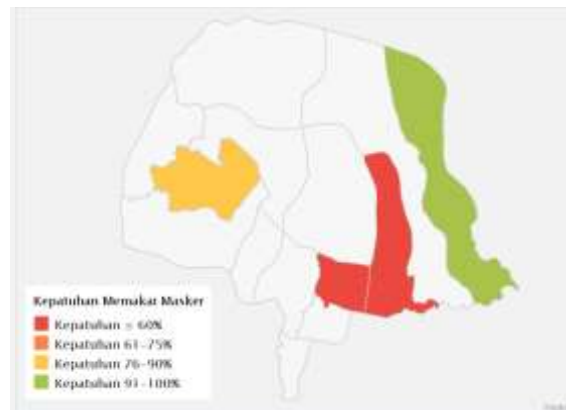 Kepatuhan Memakai Masker
Kepatuhan ≤ 60%
Kepatuhan 61-75%
Kepatuhan 76-90%
Kepatuhan 91-100%